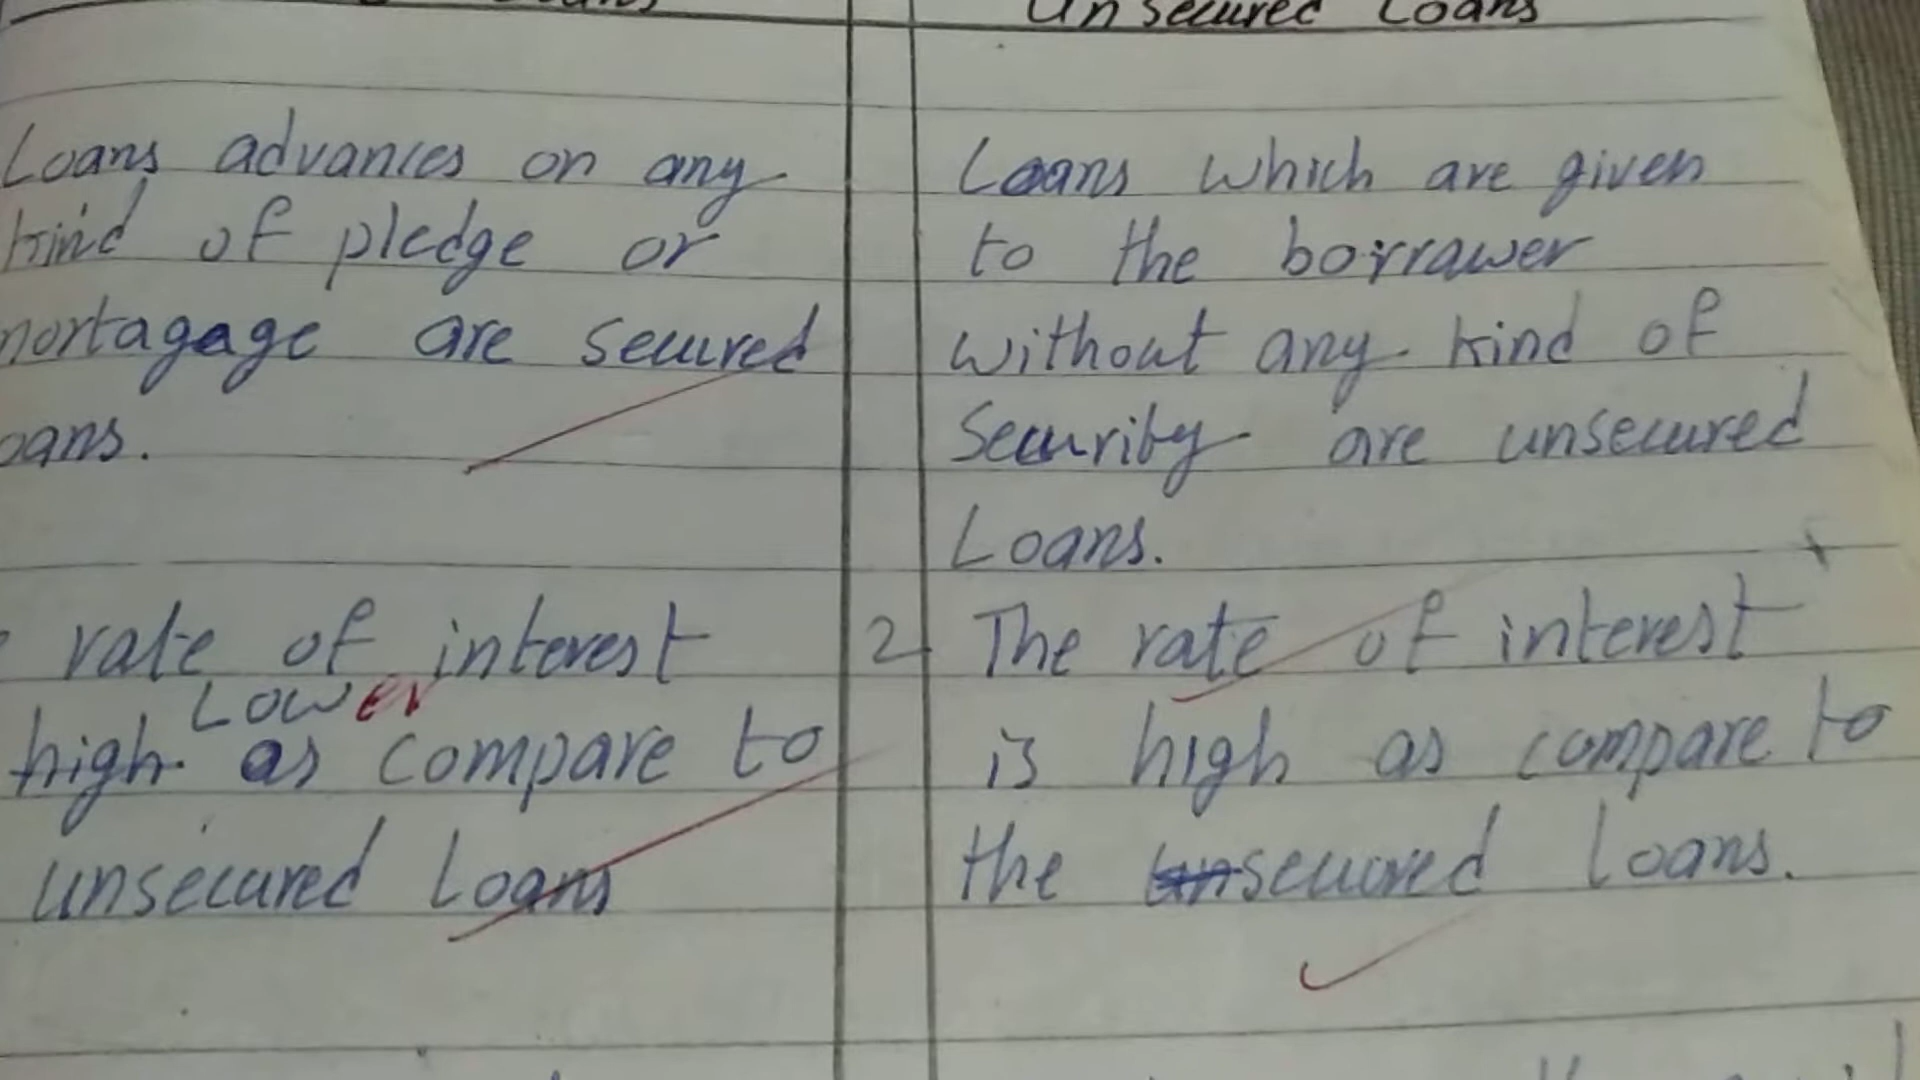 Unsecured Loans
Loans advances on any
kind of pledge or
mortagage are secured
oans.
rate of interest
Lower
high as compare to
unsecured Loans
Loans which are given
to the borrawer
without any kind of
Security are unsecured
Loans.
2 The rate of interest
is high as compare to
the unsecured loans.